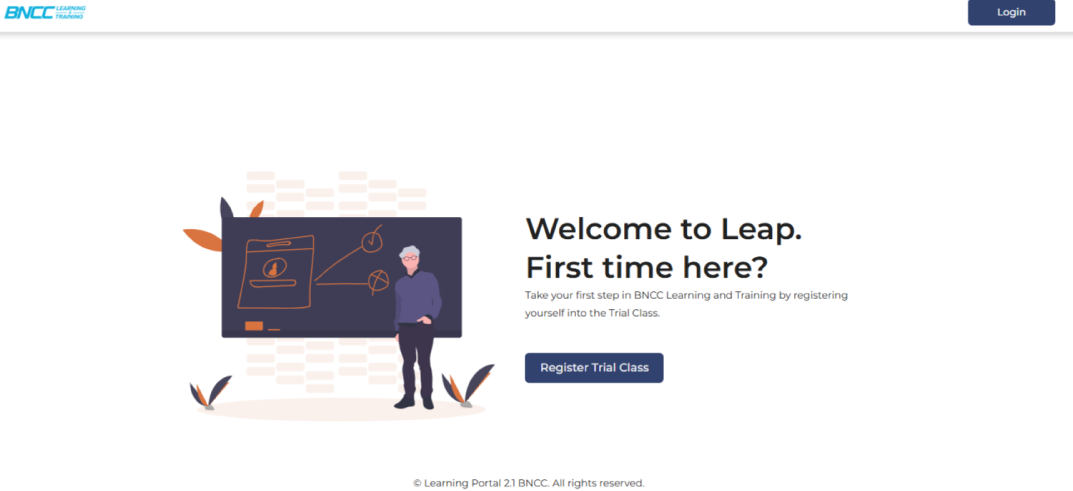 BNCC LEARNING & TRAINING
Login
Welcome to Leap.
First time here?
Take your first step in BNCC Learning and Training by registering
yourself into the Trial Class.
Register Trial Class
© Learning Portal 2.1 BNCC. All rights reserved.